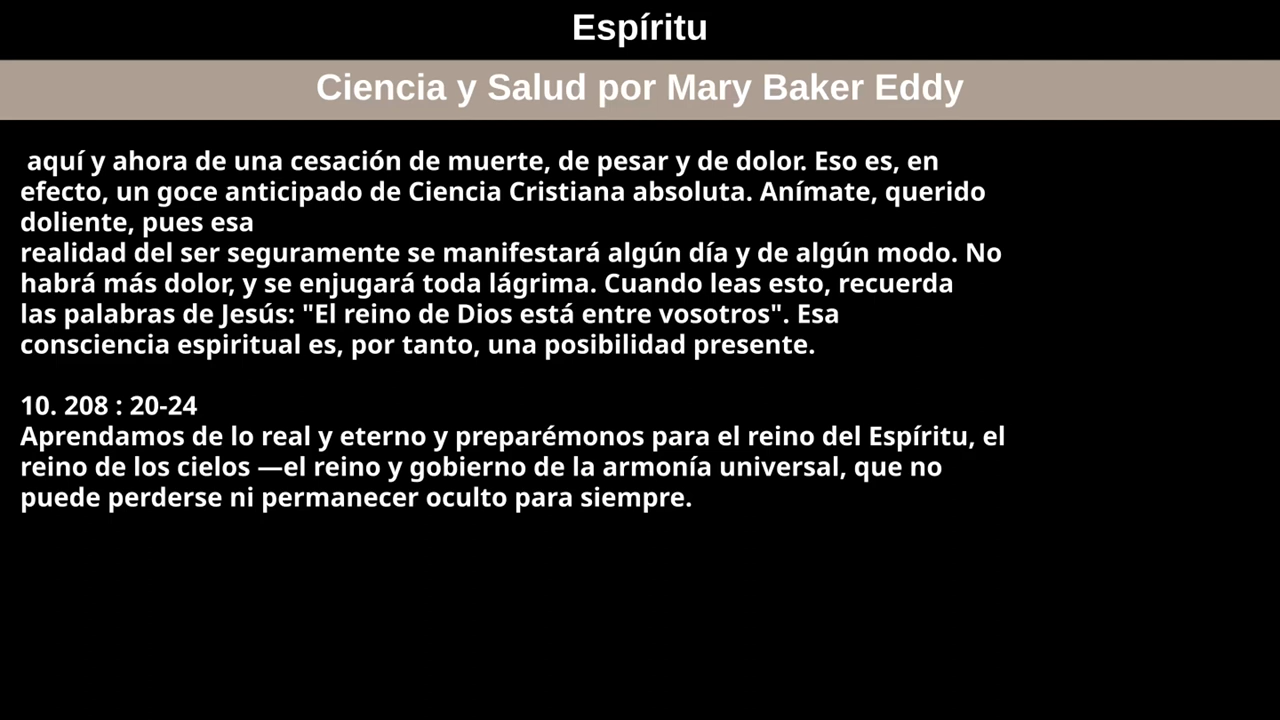 Espíritu
Ciencia y Salud por Mary Baker Eddy
aquí y ahora de una cesación de muerte, de pesar y de dolor. Eso es, en
efecto, un goce anticipado de Ciencia Cristiana absoluta. Anímate, querido
doliente, pues esa
realidad del ser seguramente se manifestará algún día y de algún modo. No
habrá más dolor, y se enjugará toda lágrima. Cuando leas esto, recuerda
las palabras de Jesús: "El reino de Dios está entre vosotros". Esa
consciencia espiritual es, por tanto, una posibilidad presente.
10. 208 : 20-24
Aprendamos de lo real y eterno y preparémonos para el reino del Espíritu, el
reino de los cielos —el reino y gobierno de la armonía universal, que no
puede perderse ni permanecer oculto para siempre.